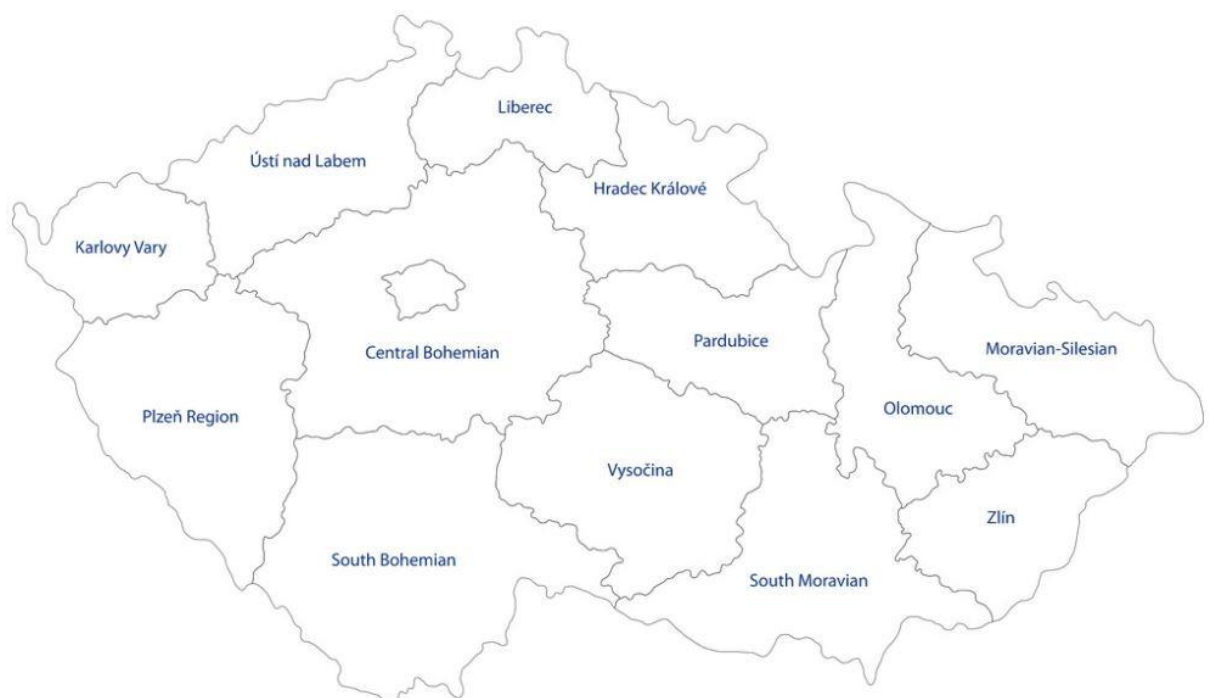 Liberec
Ústí nad Labem
Hradec Králové
Karlovy Vary
Central Bohemian
Pardubice
Moravian-Silesian
Plzeň Region
Olomouc
Vysočina
Zlín
South Bohemian
South Moravian